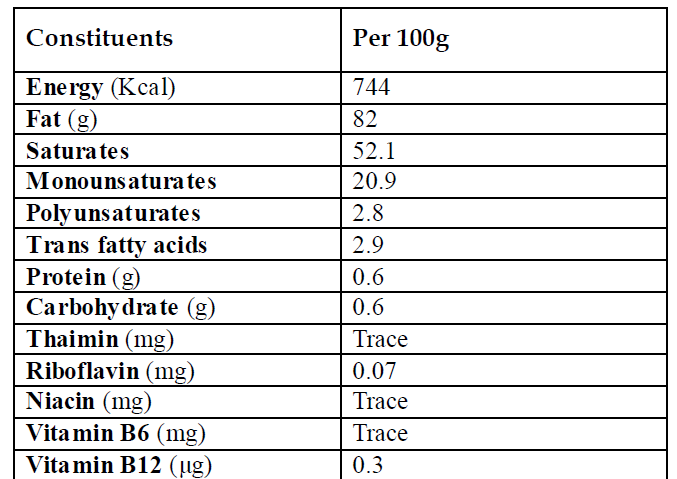 Constituents Per 100g
Energy (Kcal) 744
Fat (g) 82
Saturates 52.1
Monounsaturates 20.9
Polyunsaturates 2.8
Trans fatty acids 2.9
Protein (g) 0.6
Carbohydrate (g) 0.6
Thaimin (mg) Trace
Riboflavin (mg) 0.07
Niacin (mg) Trace
Vitamin B6 (mg) Trace
Vitamin B12 (µg) 0.3